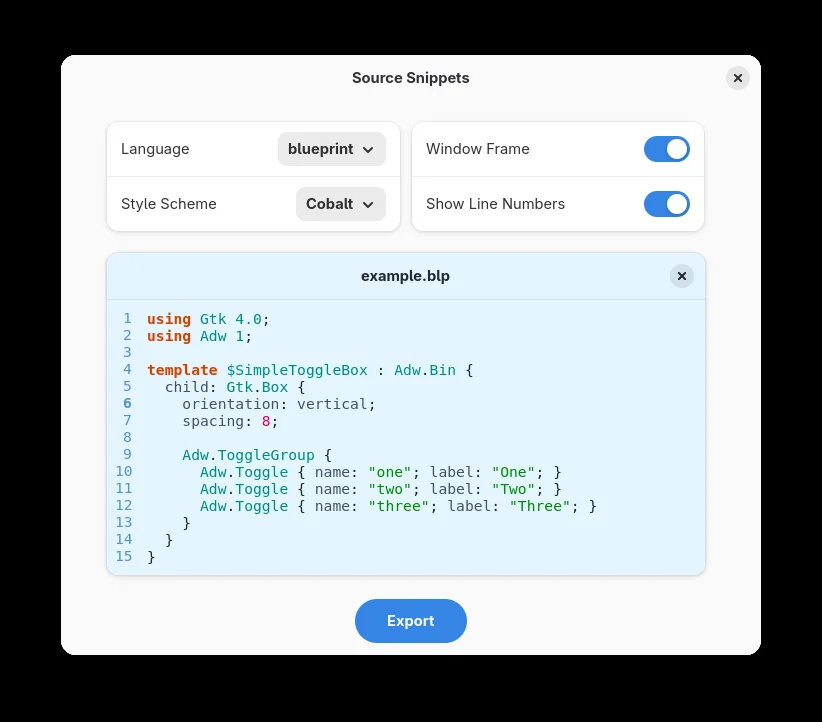 Source Snippets
Language blueprint
Style Scheme Cobalt
Window Frame
Show Line Numbers
example.blp
1 using Gtk 4.0;
2 using Adw 1;
3
4 template $SimpleToggleBox : Adw.Bin {
5   child: Gtk.Box {
6     orientation: vertical;
7     spacing: 8;
8
9     Adw.ToggleGroup {
10       Adw.Toggle { name: "one"; label: "One"; }
11       Adw.Toggle { name: "two"; label: "Two"; }
12       Adw.Toggle { name: "three"; label: "Three"; }
13     }
14   }
15 }
Export